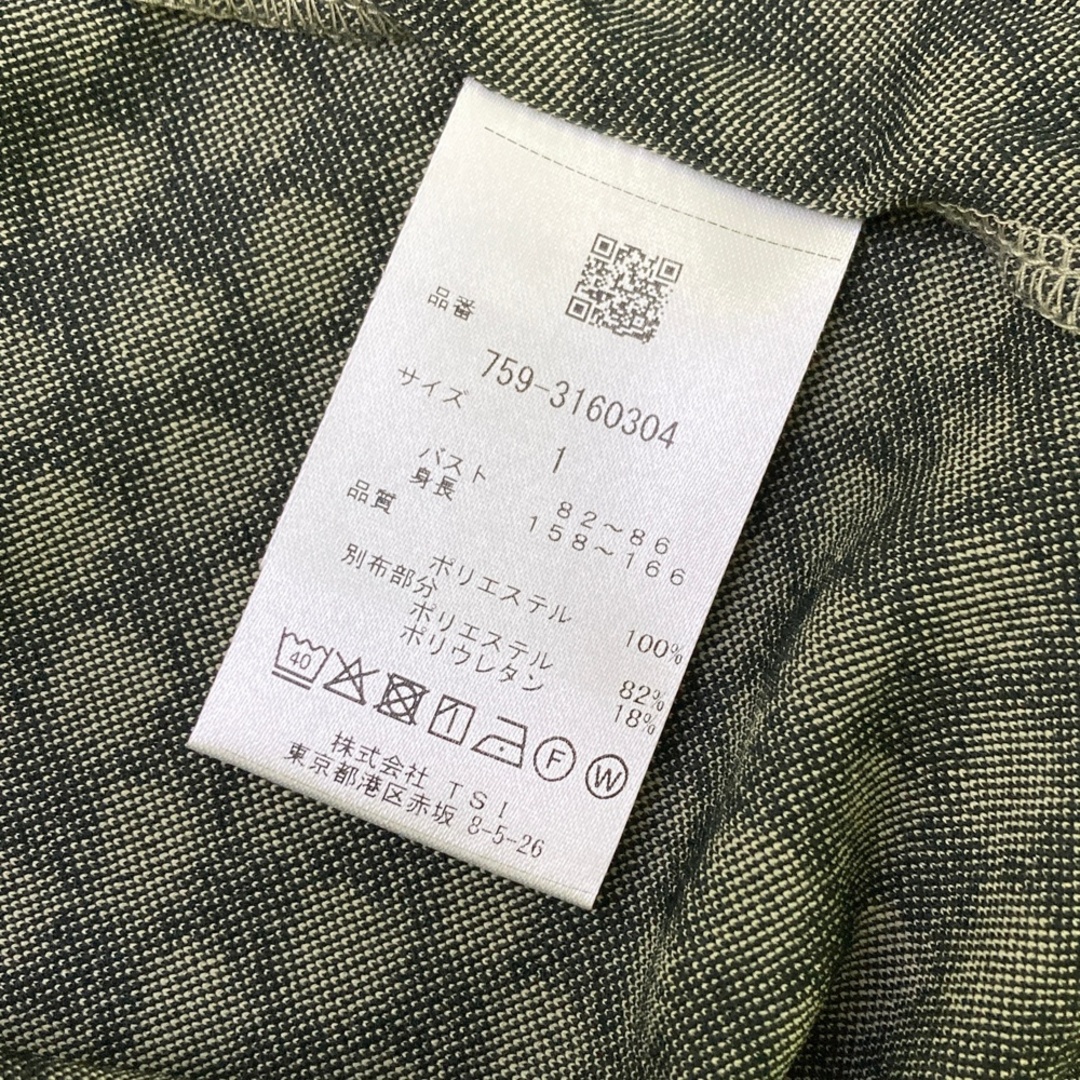 品番
759-3160304
サイズ
1
バスト 82～86
身長 158～166
品質
ポリエステル 100%
別布部分
ポリエステル 82%
ポリウレタン 18%
40
F W
株式会社 TSI
東京都港区赤坂 8-5-26